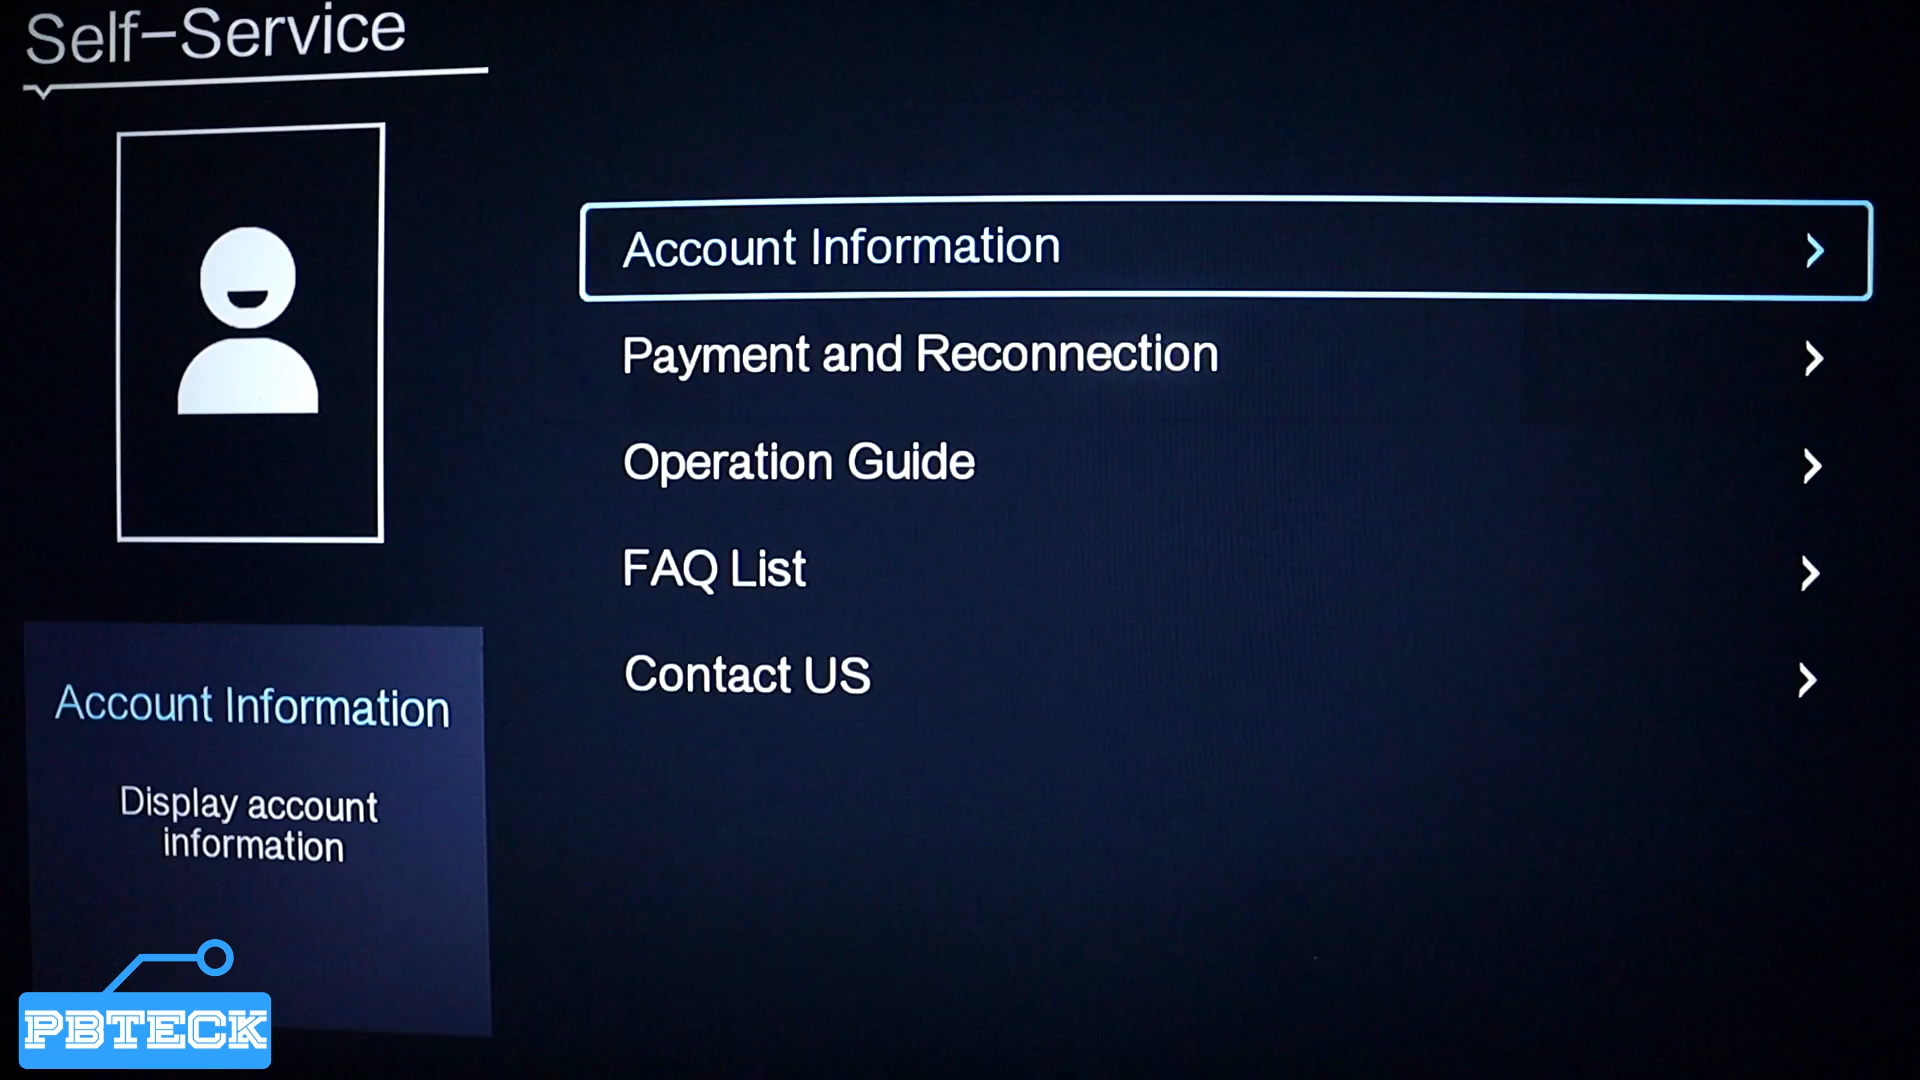 Self-Service
Account Information
Payment and Reconnection
Operation Guide
FAQ List
Contact US
Account Information
Display account
information
PBTECK